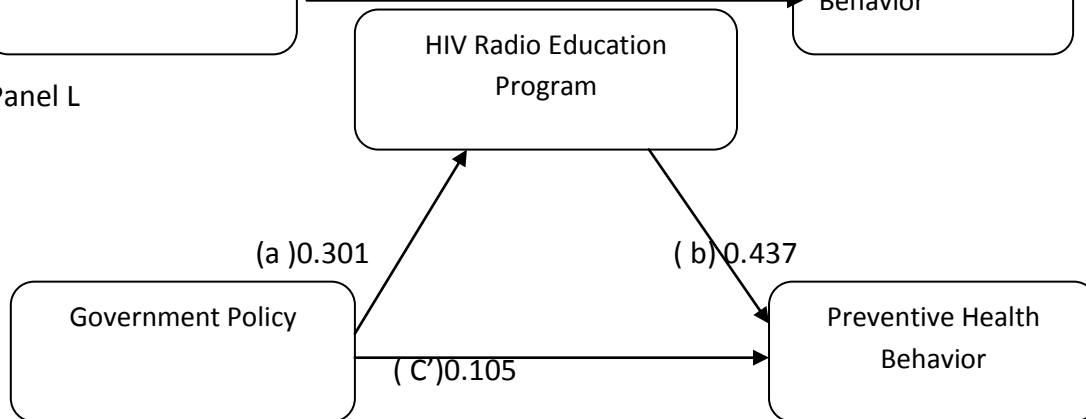 Behavior
HIV Radio Education
Program
Panel L
(a )0.301
( b) 0.437
Government Policy
Preventive Health
Behavior
( C’)0.105